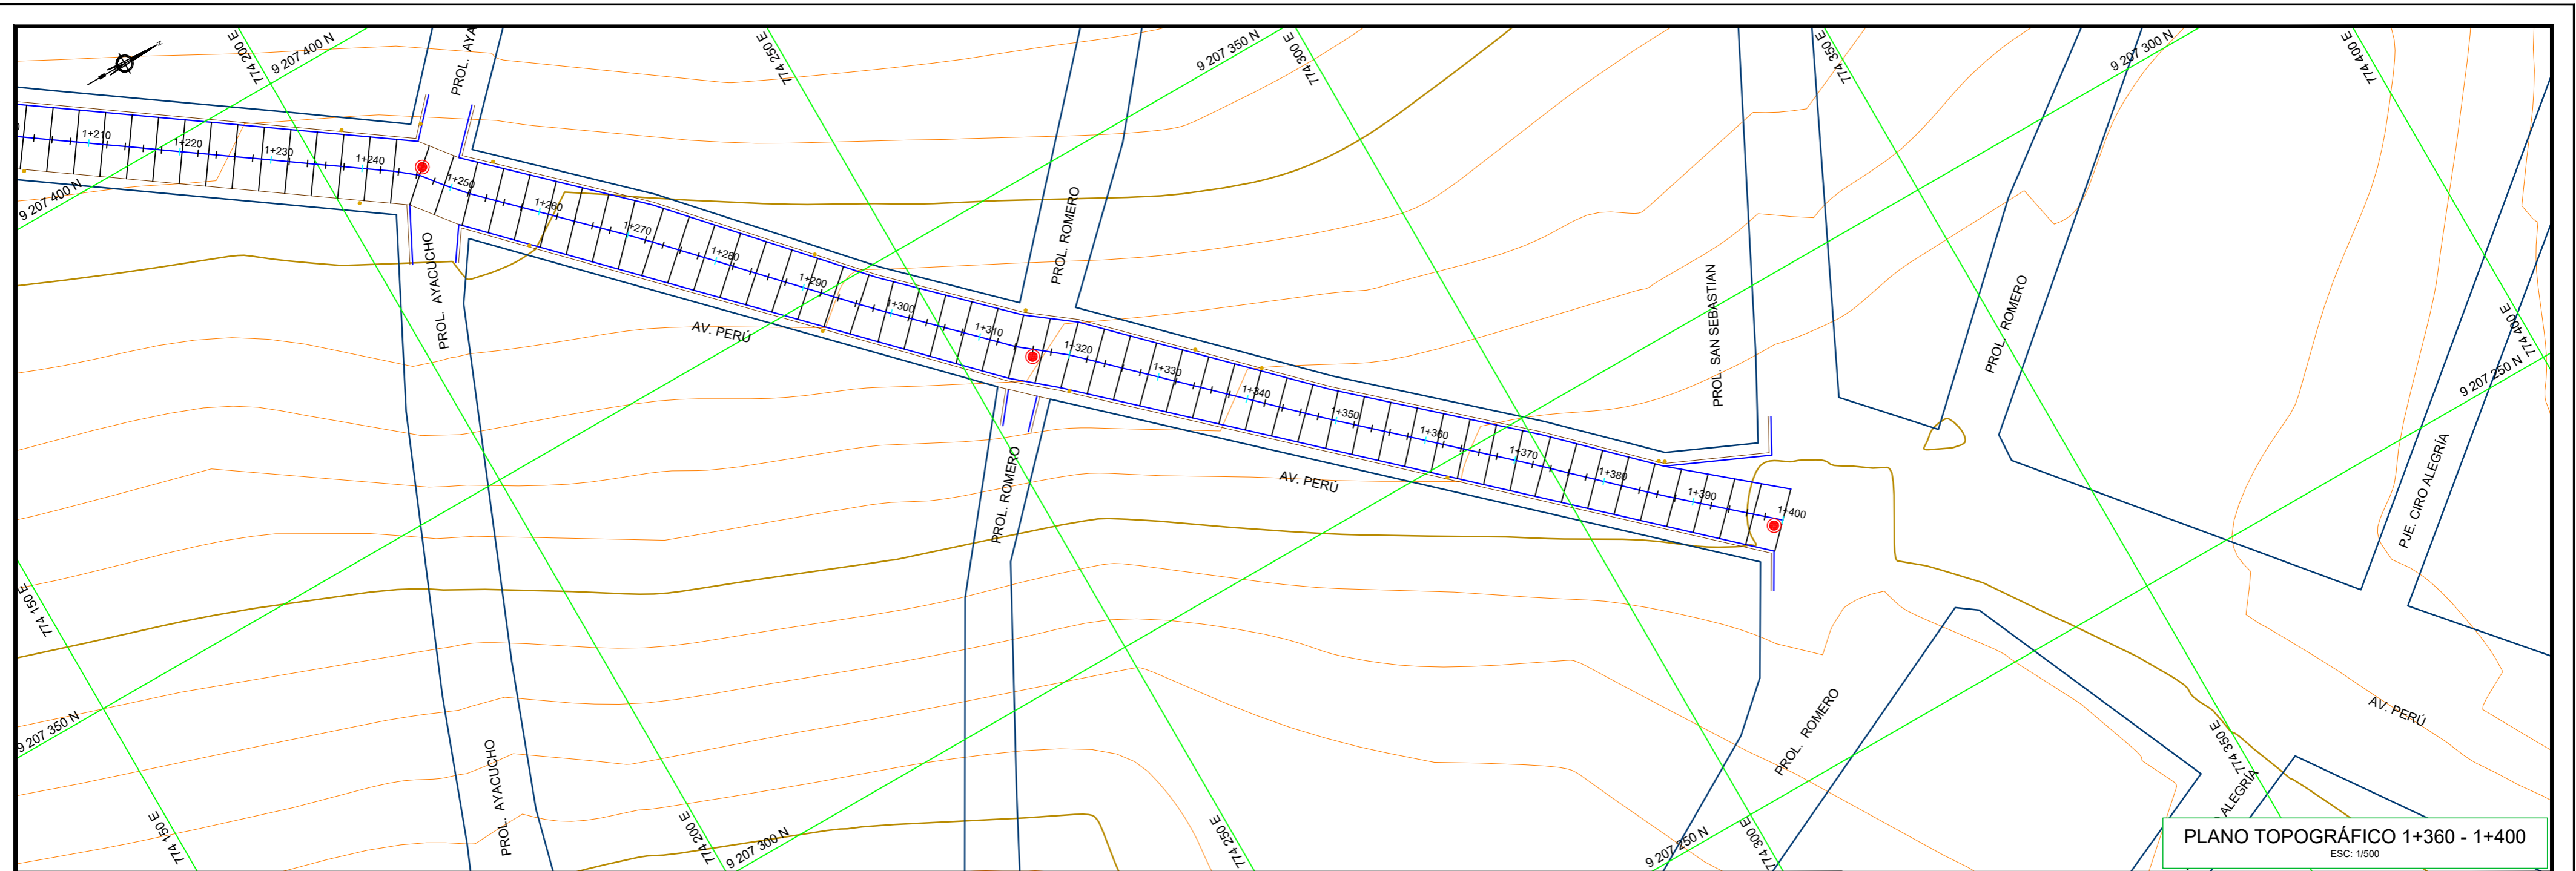 774 200 E
9 207 400 N
PROL. AYA
774 250 E
9 207 350 N
774 300 E
774 350 E
9 207 300 N
774 400 E
N
0
1+210
1+220
1+230
1+240
1+250
1+260
1+270
1+280
1+290
1+300
1+310
1+320
1+330
1+340
1+350
1+360
1+370
1+380
1+390
1+400
9 207 400 N
PROL. AYACUCHO
AV. PERÚ
PROL. ROMERO
PROL. SAN SEBASTIAN
PROL. ROMERO
774 400 E
9 207 250 N
PJE. CIRO ALEGRÍA
AV. PERÚ
PROL. ROMERO
774 150 E
9 207 350 N
PROL. AYACUCHO
774 150 E
774 200 E
9 207 300 N
774 250 E
PROL. ROMERO
9 207 250 N
774 300 E
774 350 E
ALEGRÍA
AV. PERÚ
PLANO TOPOGRÁFICO 1+360 - 1+400
ESC: 1/500